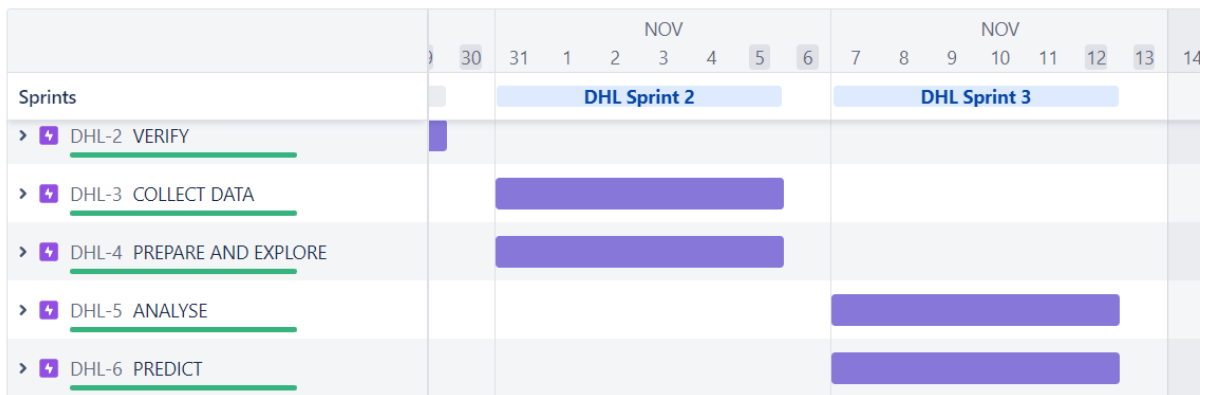 NOV NOV
30 31 1 2 3 4 5 6 7 8 9 10 11 12 13 14
Sprints DHL Sprint 2 DHL Sprint 3
DHL-2 VERIFY
DHL-3 COLLECT DATA
DHL-4 PREPARE AND EXPLORE
DHL-5 ANALYSE
DHL-6 PREDICT